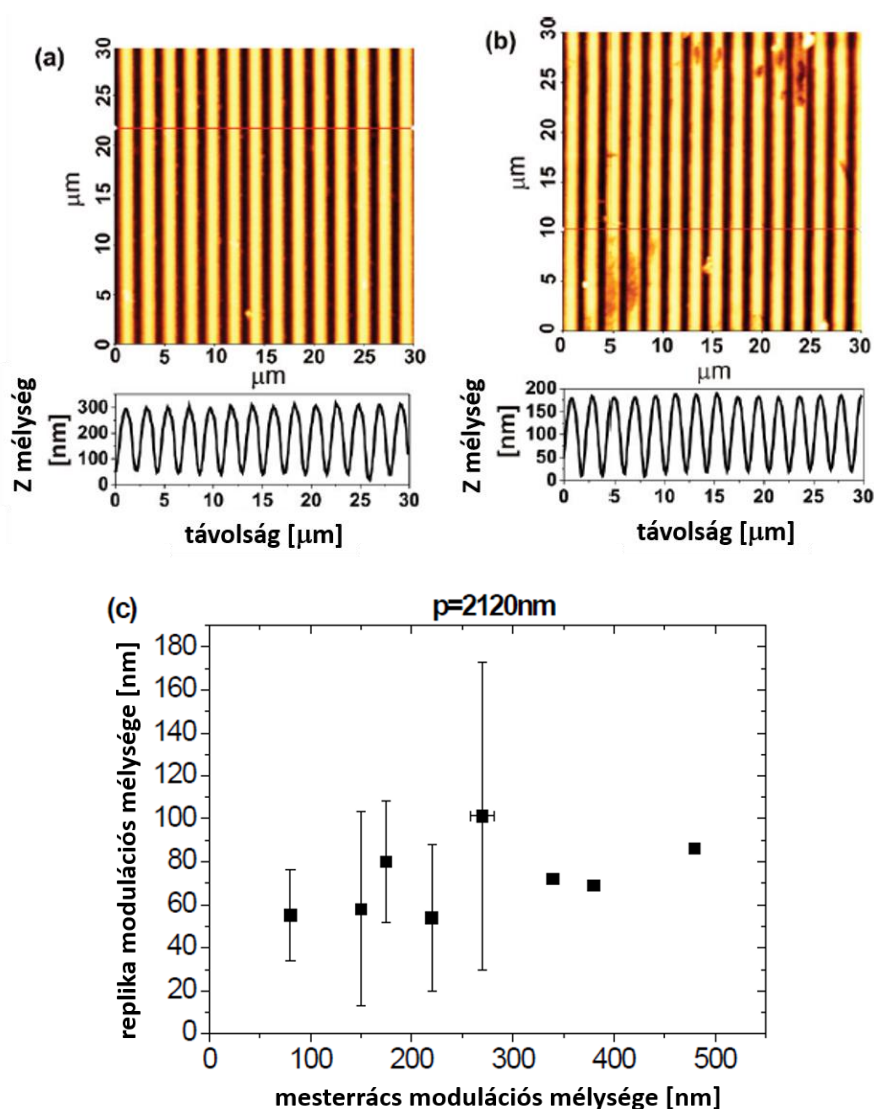 (a)
30
25
20
15
10
5
0
μm
0 5 10 15 20 25 30
μm
Z mélység
[nm]
300
200
100
0
0 5 10 15 20 25 30
távolság [μm]
(b)
30
25
20
15
10
5
0
μm
0 5 10 15 20 25 30
μm
Z mélység
[nm]
200
150
100
50
0
0 5 10 15 20 25 30
távolság [μm]
(c)
p=2120nm
replika modulációs mélysége [nm]
180
160
140
120
100
80
60
40
20
0
0 100 200 300 400 500
mesterrács modulációs mélysége [nm]